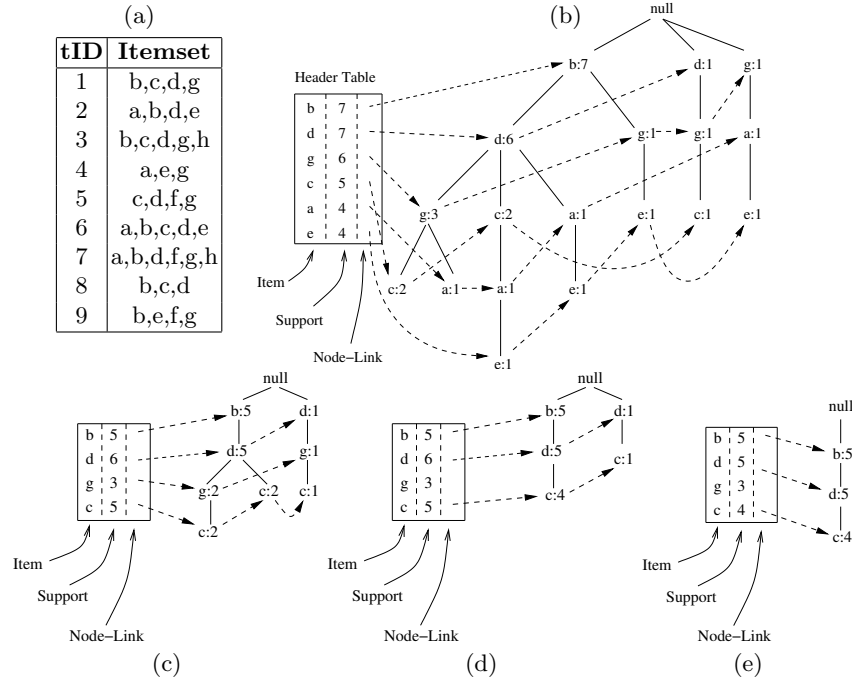 (a)
tID Itemset
1 b,c,d,g
2 a,b,d,e
3 b,c,d,g,h
4 a,e,g
5 c,d,f,g
6 a,b,c,d,e
7 a,b,d,f,g,h
8 b,c,d
9 b,e,f,g
(b)
null
b:7 d:1 g:1
Header Table
b 7
d 7
g 6
c 5
a 4
e 4
d:6 g:1 g:1 a:1
g:3 c:2 a:1 e:1 c:1 e:1
c:2 a:1 a:1 e:1
e:1
Item
Support
Node-Link
null
b:5 d:1
b 5
d 6
g 3
c 5
d:5 g:1
g:2 c:2 c:1
c:2
Item
Support
Node-Link
(c)
null
b:5 d:1
b 5
d 6
g 3
c 5
d:5 c:1
c:4
Item
Support
Node-Link
(d)
null
b 5
d 5
g 3
c 4
b:5
d:5
c:4
Item
Support
Node-Link
(e)